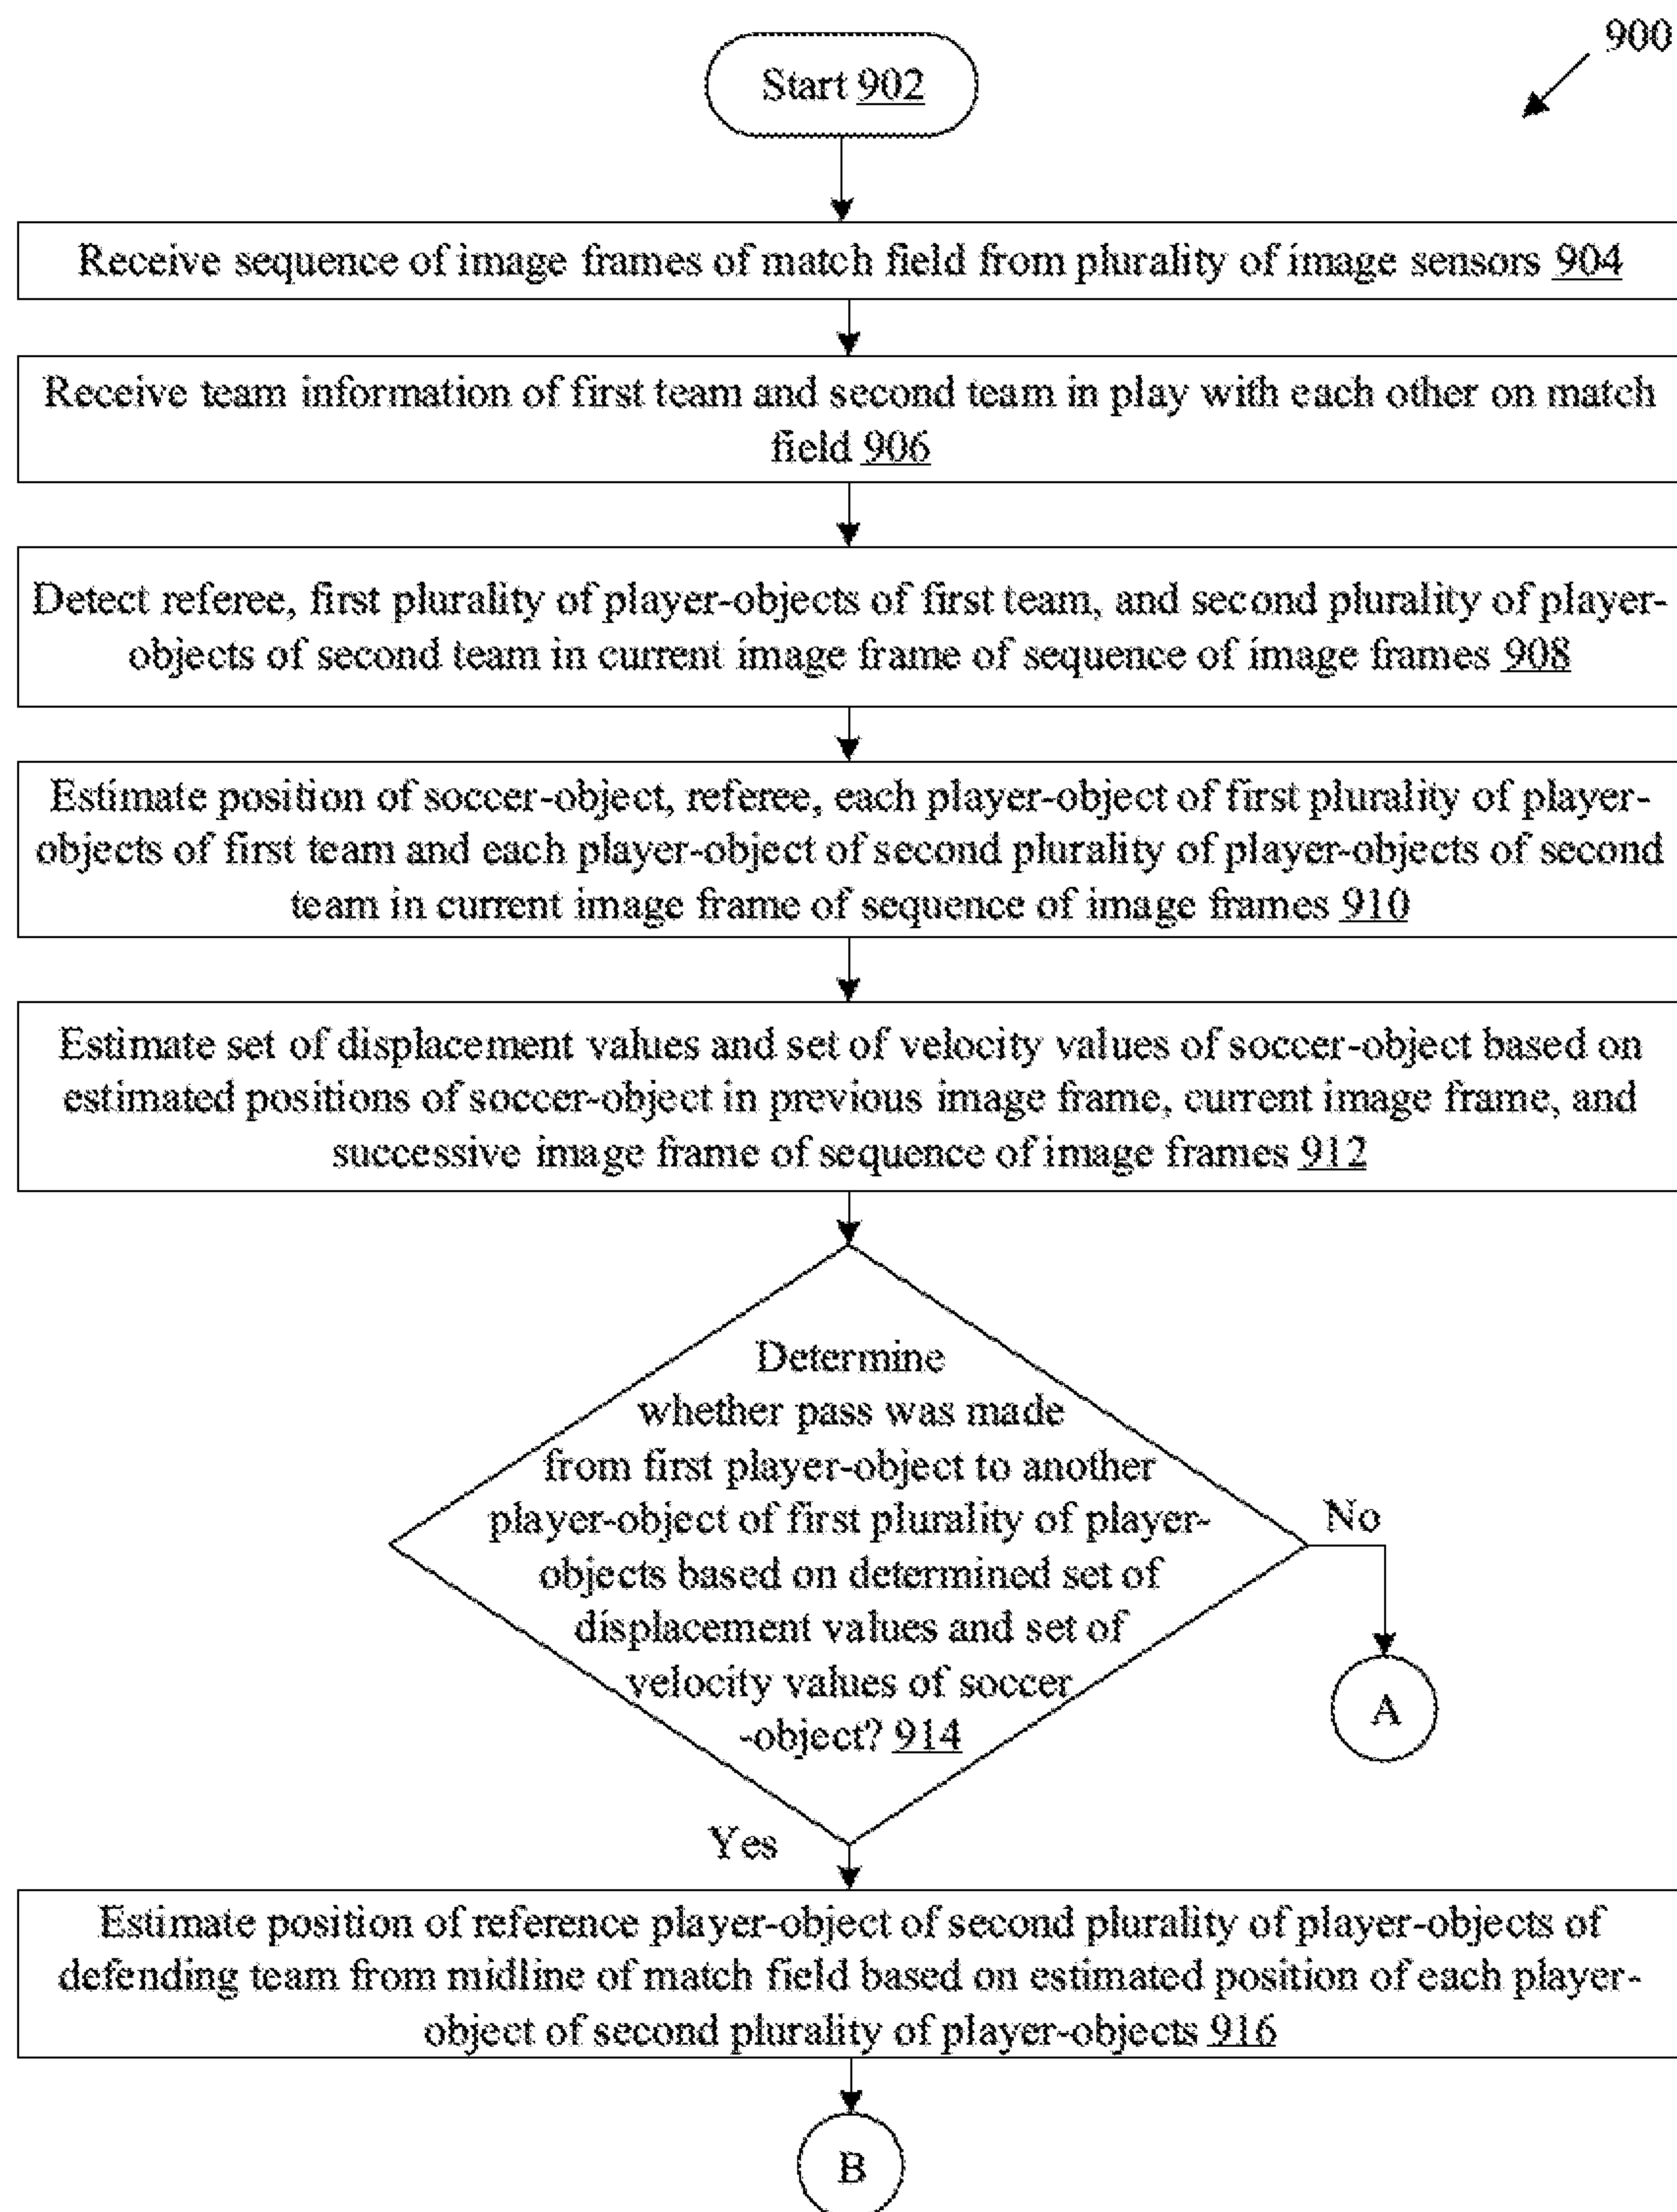 900
Start 902
Receive sequence of image frames of match field from plurality of image sensors 904
Receive team information of first team and second team in play with each other on match
field 906
Detect referee, first plurality of player-objects of first team, and second plurality of player-
objects of second team in current image frame of sequence of image frames 908
Estimate position of soccer-object, referee, each player-object of first plurality of player-
objects of first team and each player-object of second plurality of player-objects of second
team in current image frame of sequence of image frames 910
Estimate set of displacement values and set of velocity values of soccer-object based on
estimated positions of soccer-object in previous image frame, current image frame, and
successive image frame of sequence of image frames 912
Determine
whether pass was made
from first player-object to another
player-object of first plurality of player-
objects based on determined set of
displacement values and set of
velocity values of soccer
-object? 914
No
A
Yes
Estimate position of reference player-object of second plurality of player-objects of
defending team from midline of match field based on estimated position of each player-
object of second plurality of player-objects 916
B